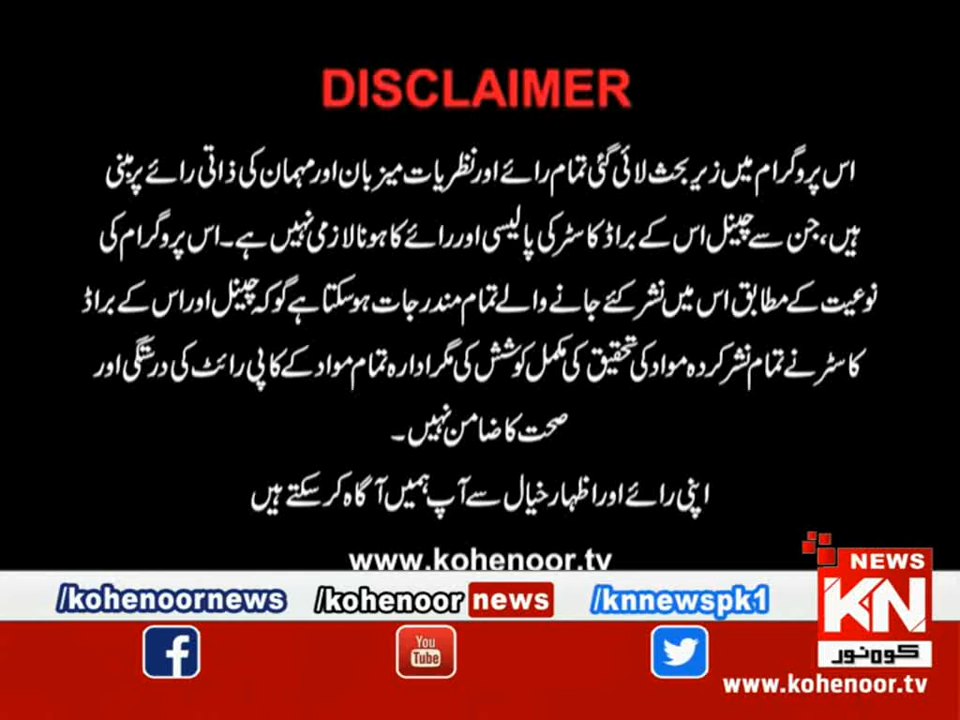 DISCLAIMER
اس پروگرام میں زیر بحث لائی گئی تمام رائے اور نظریات میزبان اور مہمان کی ذاتی رائے پر مبنی
ہیں، جن سے چینل اس کے براڈ کاسٹر کی پالیسی اور رائے کا ہونا لازمی نہیں ہے۔ اس پروگرام کی
نوعیت کے مطابق اس میں نشر کئے جانے والے تمام مندرجات ہو سکتا ہے گو کہ چینل اور اس کے براڈ
کاسٹر نے تمام نشر کردہ مواد کی تحقیق کی مکمل کوشش کی مگر ادارہ تمام مواد کے کاپی رائٹ کی درستگی اور
صحت کا ضامن نہیں۔
اپنی رائے اور اظہار خیال سے آپ ہمیں آگاہ کر سکتے ہیں
www.kohenoor.tv
/kohenoornews /kohenoor news /knnewspk1
f You Tube
NEWS
KN
کوہ نور
www.kohenoor.tv